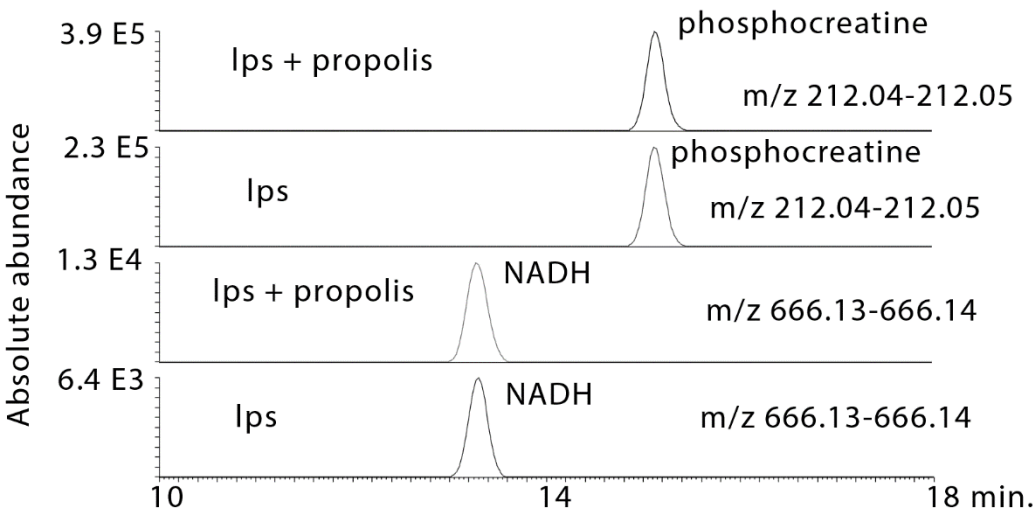 3.9 E5
phosphocreatine
lps + propolis
m/z 212.04-212.05
2.3 E5
phosphocreatine
lps
m/z 212.04-212.05
1.3 E4
NADH
lps + propolis
m/z 666.13-666.14
6.4 E3
NADH
lps
m/z 666.13-666.14
Absolute abundance
10
14
18 min.